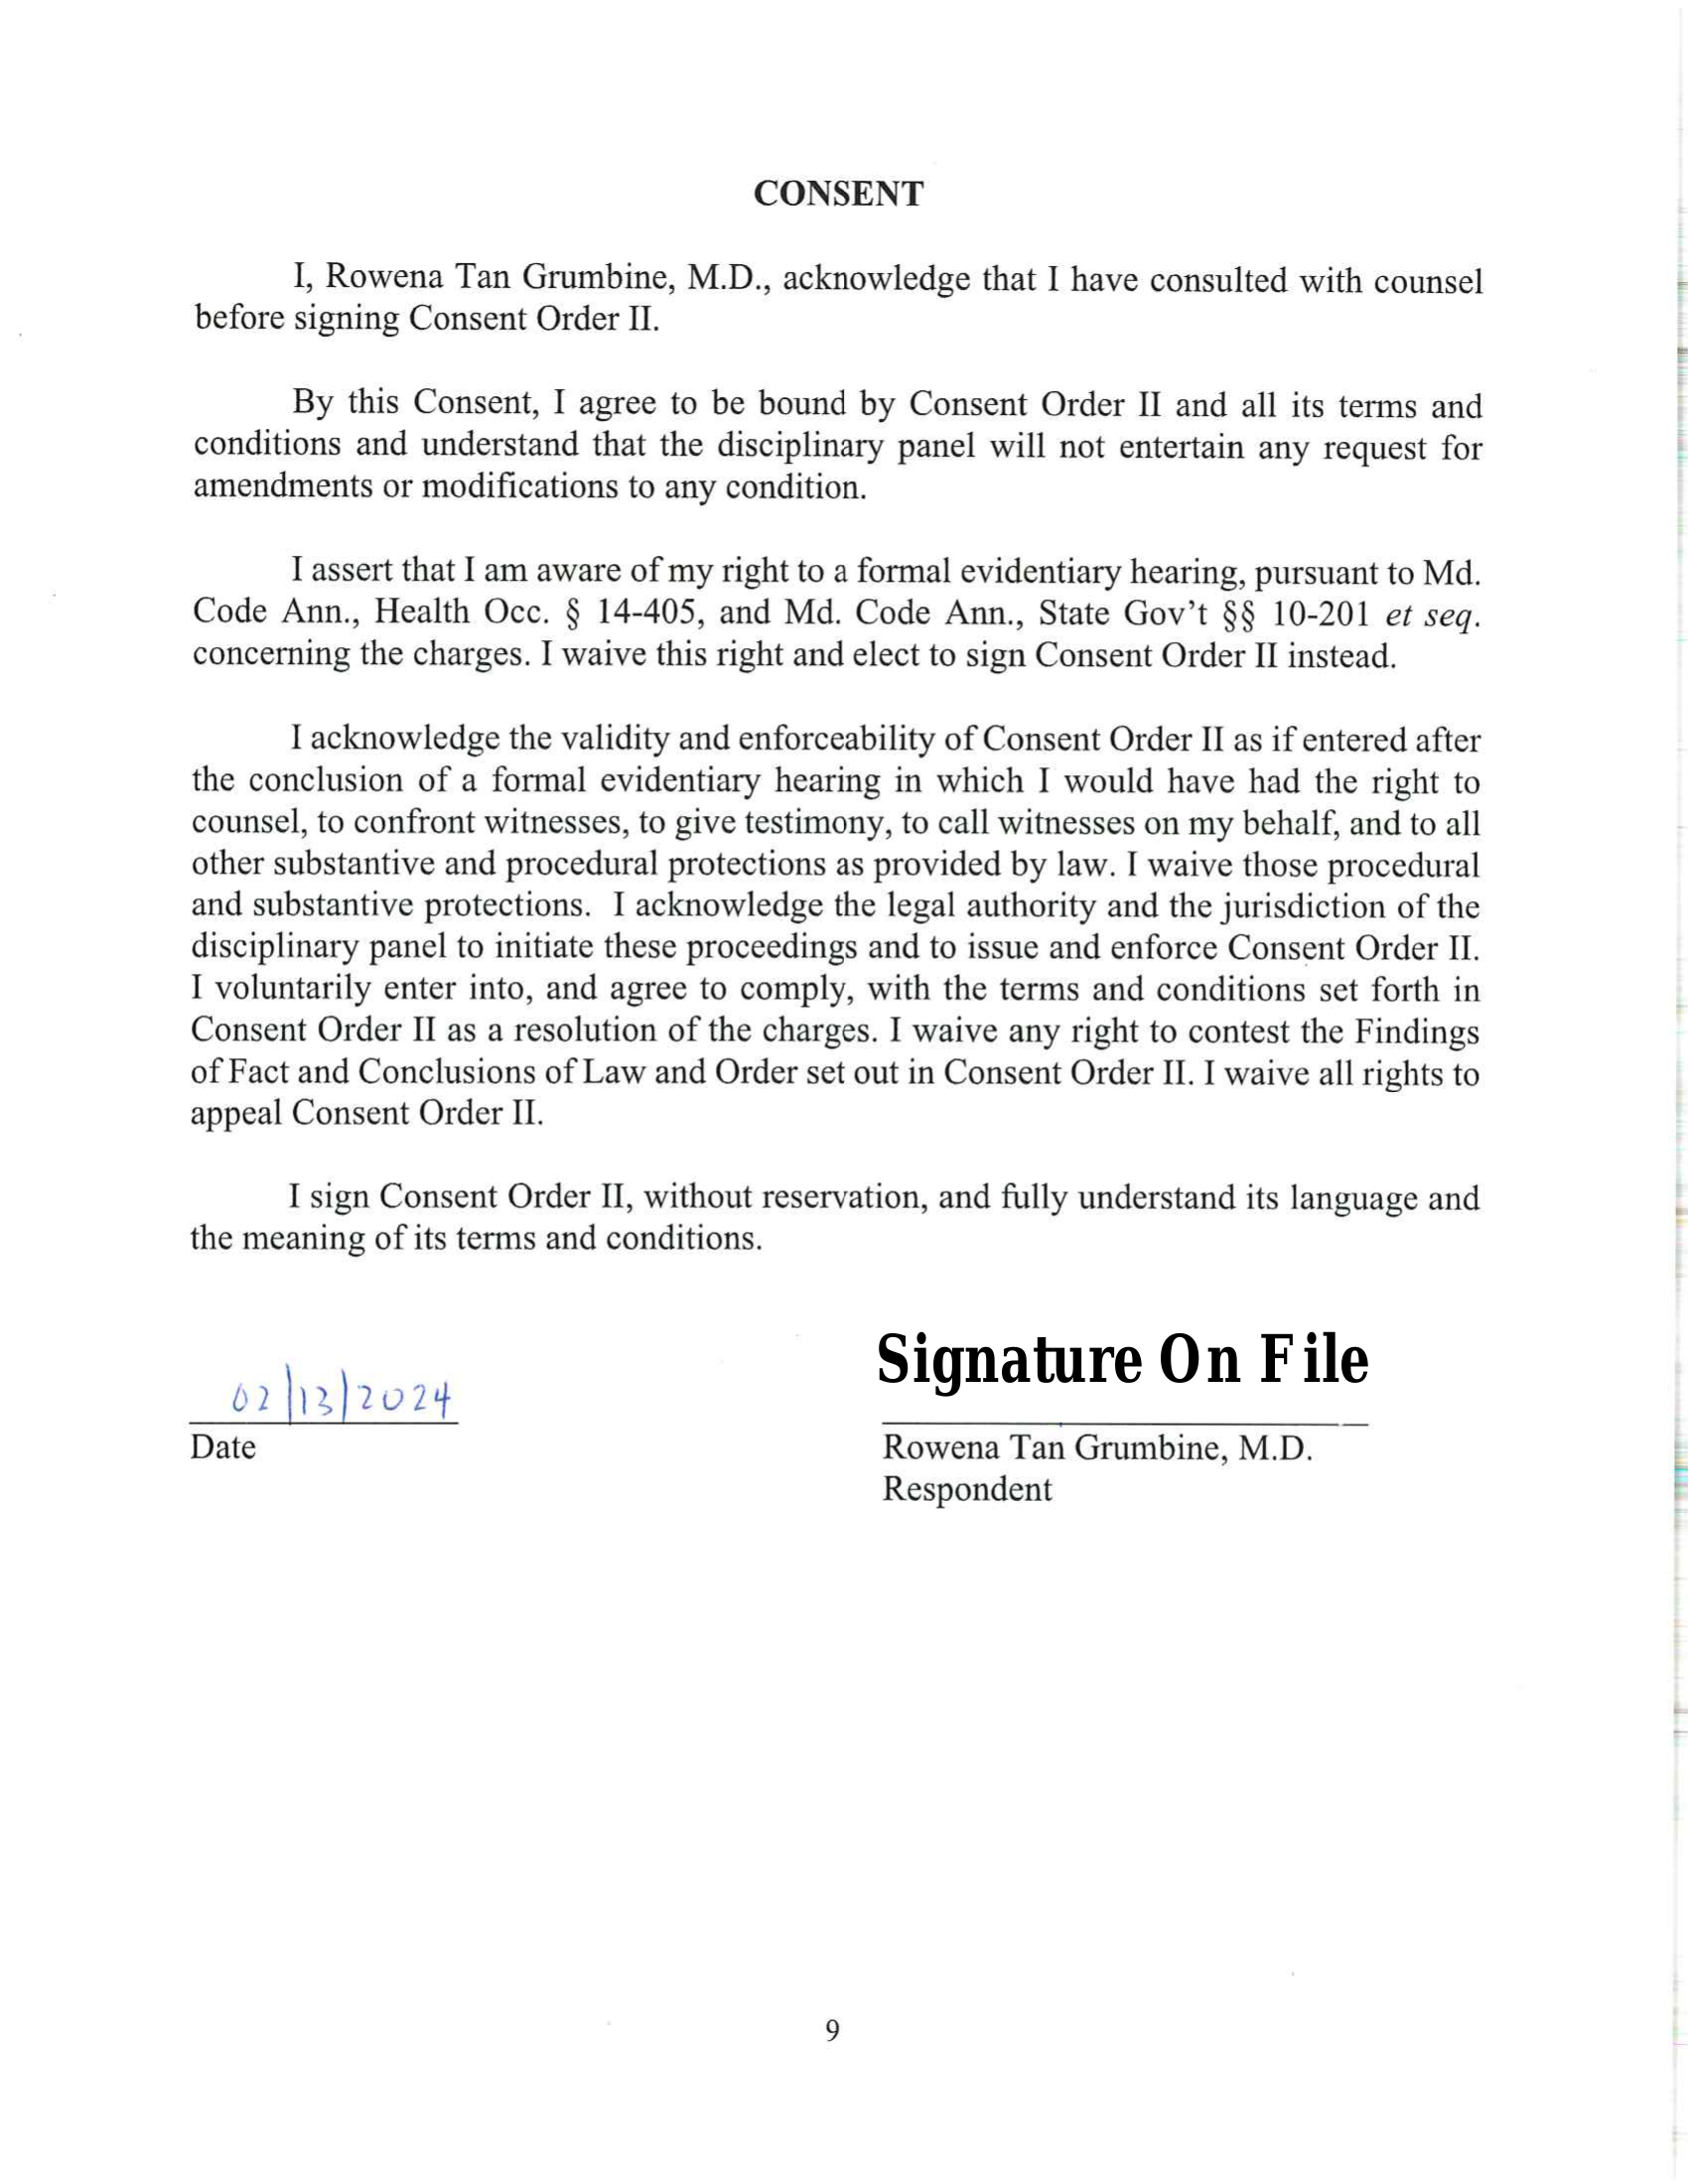 CONSENT
I, Rowena Tan Grumbine, M.D., acknowledge that I have consulted with counsel
before signing Consent Order II.
By this Consent, I agree to be bound by Consent Order II and all its terms and
conditions and understand that the disciplinary panel will not entertain any request for
amendments or modifications to any condition.
I assert that I am aware of my right to a formal evidentiary hearing, pursuant to Md.
Code Ann., Health Occ. § 14-405, and Md. Code Ann., State Gov’t §§ 10-201 et seq.
concerning the charges. I waive this right and elect to sign Consent Order II instead.
I acknowledge the validity and enforceability of Consent Order II as if entered after
the conclusion of a formal evidentiary hearing in which I would have had the right to
counsel, to confront witnesses, to give testimony, to call witnesses on my behalf, and to all
other substantive and procedural protections as provided by law. I waive those procedural
and substantive protections. I acknowledge the legal authority and the jurisdiction of the
disciplinary panel to initiate these proceedings and to issue and enforce Consent Order II.
I voluntarily enter into, and agree to comply, with the terms and conditions set forth in
Consent Order II as a resolution of the charges. I waive any right to contest the Findings
of Fact and Conclusions of Law and Order set out in Consent Order II. I waive all rights to
appeal Consent Order II.
I sign Consent Order II, without reservation, and fully understand its language and
the meaning of its terms and conditions.
Signature On File
02/13/2024
Date
Rowena Tan Grumbine, M.D.
Respondent
9